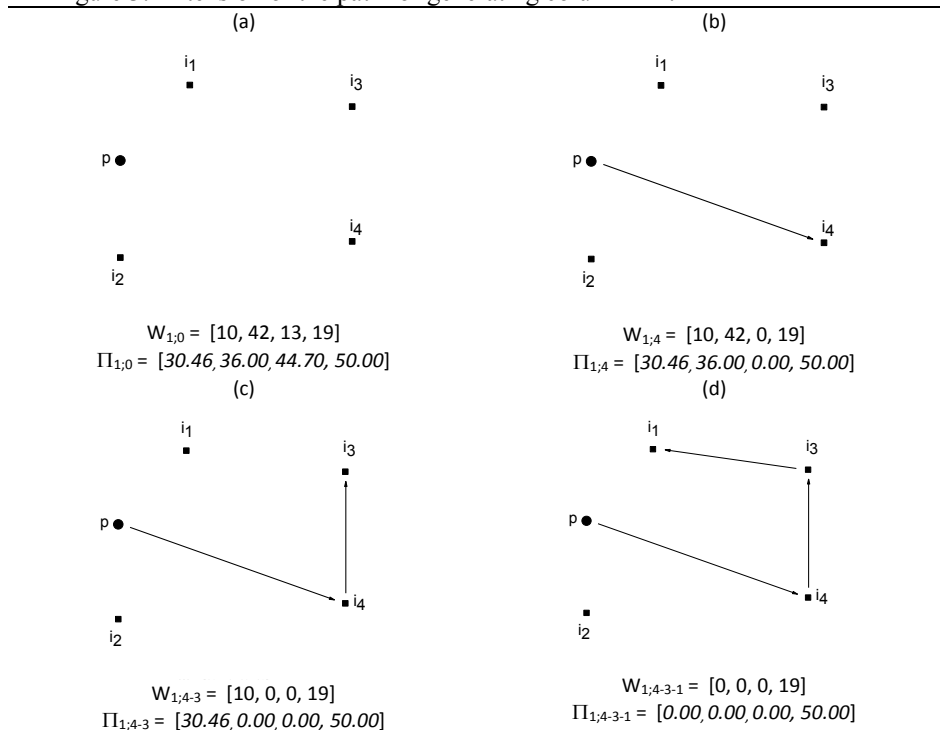 of the path generating
(a)
i1
i3
p
i4
i2
W1;0 = [10, 42, 13, 19]
Π1;0 = [30.46, 36.00, 44.70, 50.00]
(b)
i1
i3
p
i4
i2
W1;4 = [10, 42, 0, 19]
Π1;4 = [30.46, 36.00, 0.00, 50.00]
(c)
i1
i3
p
i4
i2
W1;4-3 = [10, 0, 0, 19]
Π1;4-3 = [30.46, 0.00, 0.00, 50.00]
(d)
i1
i3
p
i4
i2
W1;4-3-1 = [0, 0, 0, 19]
Π1;4-3-1 = [0.00, 0.00, 0.00, 50.00]